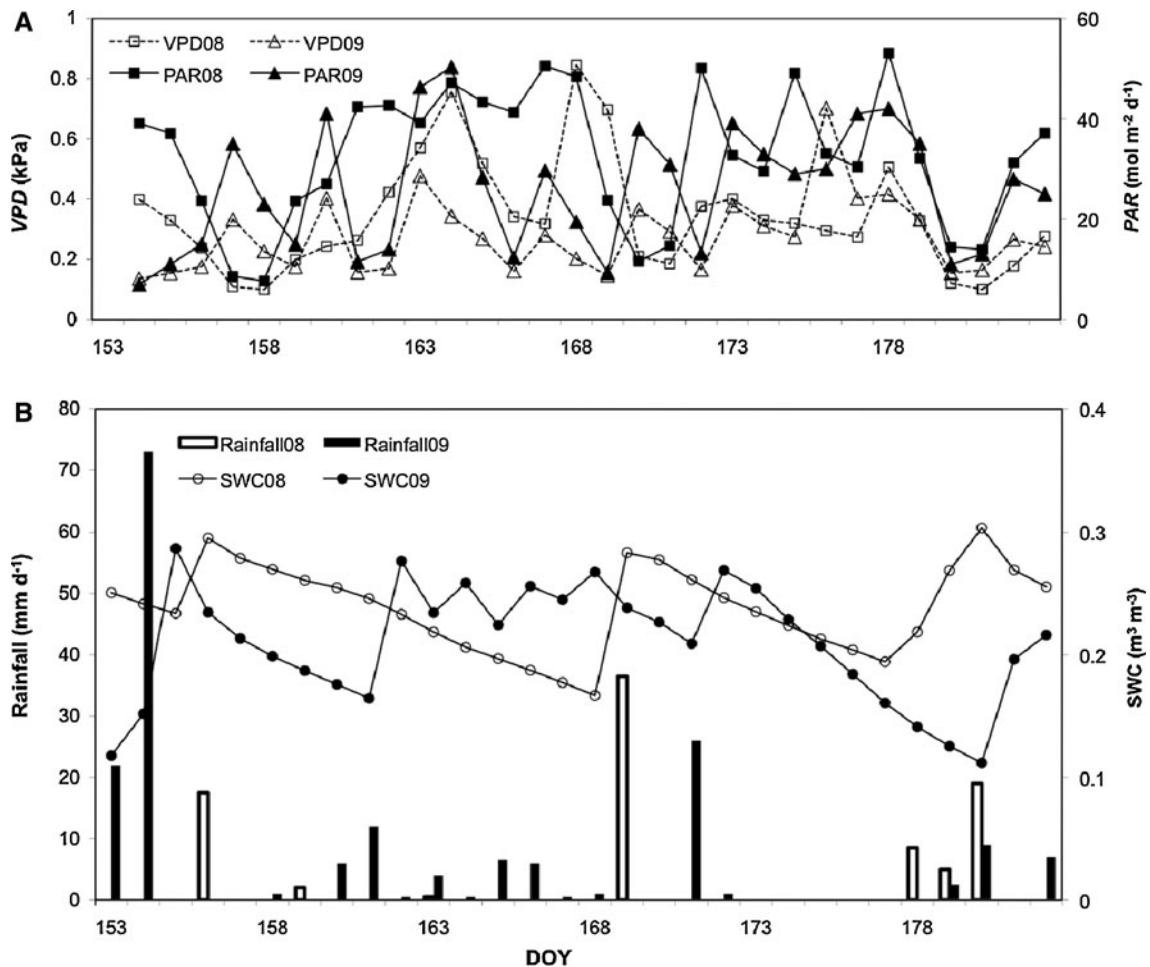 A
VPD08
VPD09
PAR08
PAR09
1
0.8
0.6
0.4
0.2
0
VPD (kPa)
60
40
20
0
PAR (mol m⁻² d⁻¹)
153 158 163 168 173 178
B
Rainfall08
Rainfall09
SWC08
SWC09
80
70
60
50
40
30
20
10
0
Rainfall (mm d⁻¹)
0.4
0.3
0.2
0.1
0
SWC (m³ m⁻³)
153 158 163 168 173 178
DOY